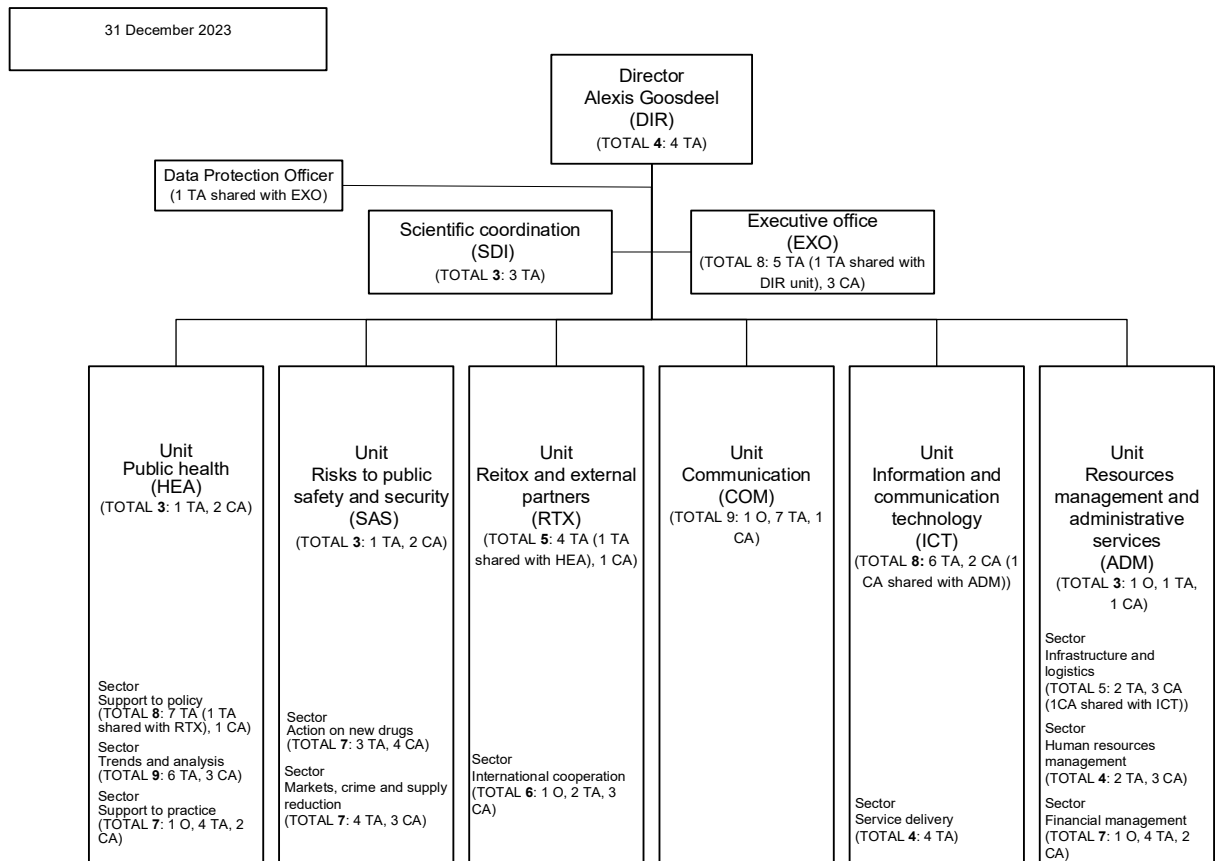 31 December 2023
Director
Alexis Goosdeel
(DIR)
(TOTAL 4: 4 TA)
Data Protection Officer
(1 TA shared with EXO)
Scientific coordination
(SDI)
(TOTAL 3: 3 TA)
Executive office
(EXO)
(TOTAL 8: 5 TA (1 TA shared with
DIR unit), 3 CA)
Unit
Public health
(HEA)
(TOTAL 3: 1 TA, 2 CA)
Sector
Support to policy
(TOTAL 8: 7 TA (1 TA
shared with RTX), 1 CA)
Sector
Trends and analysis
(TOTAL 9: 6 TA, 3 CA)
Sector
Support to practice
(TOTAL 7: 1 O, 4 TA, 2
CA)
Unit
Risks to public
safety and security
(SAS)
(TOTAL 3: 1 TA, 2 CA)
Sector
Action on new drugs
(TOTAL 7: 3 TA, 4 CA)
Sector
Markets, crime and supply
reduction
(TOTAL 7: 4 TA, 3 CA)
Unit
Reitox and external
partners
(RTX)
(TOTAL 5: 4 TA (1 TA
shared with HEA), 1 CA)
Sector
International cooperation
(TOTAL 6: 1 O, 2 TA, 3
CA)
Unit
Communication
(COM)
(TOTAL 9: 1 O, 7 TA, 1
CA)
Unit
Information and
communication
technology
(ICT)
(TOTAL 8: 6 TA, 2 CA (1
CA shared with ADM))
Sector
Service delivery
(TOTAL 4: 4 TA)
Unit
Resources
management and
administrative
services
(ADM)
(TOTAL 3: 1 O, 1 TA,
1 CA)
Sector
Infrastructure and
logistics
(TOTAL 5: 2 TA, 3 CA
(1CA shared with ICT))
Sector
Human resources
management
(TOTAL 4: 2 TA, 3 CA)
Sector
Financial management
(TOTAL 7: 1 O, 4 TA, 2
CA)